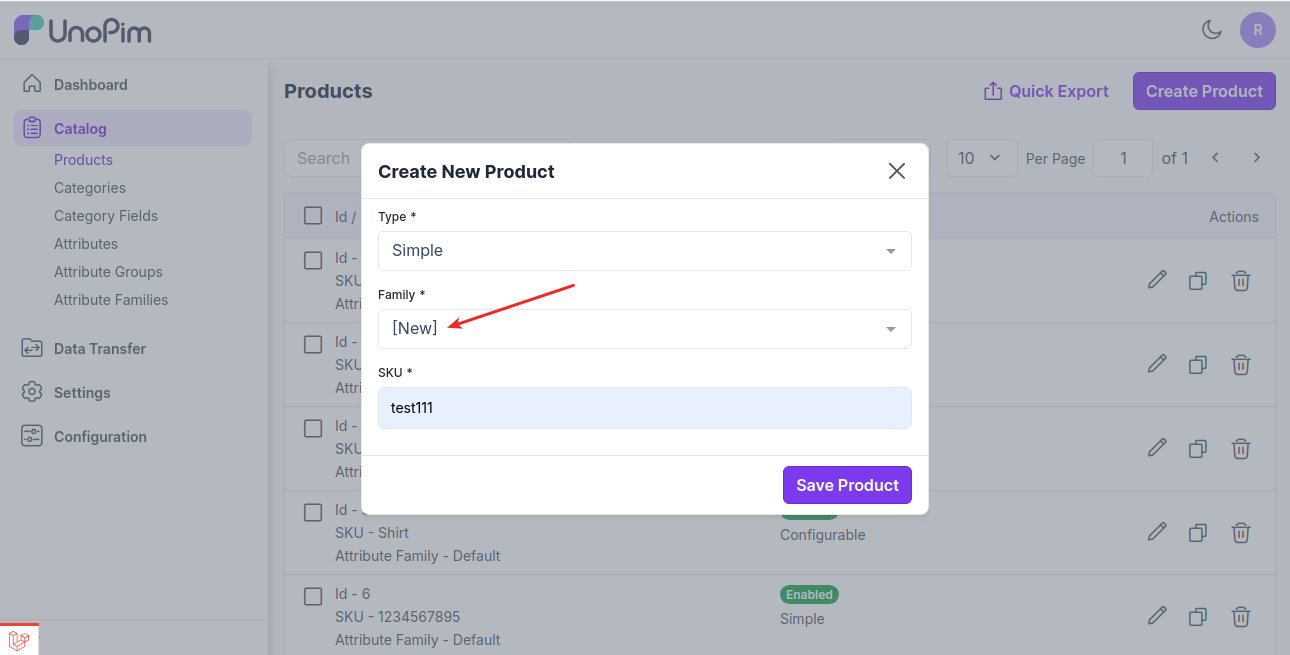 UnoPim
R
Dashboard
Catalog
Products
Categories
Category Fields
Attributes
Attribute Groups
Attribute Families
Data Transfer
Settings
Configuration
Products
Quick Export
Create Product
Search
10
Per Page
1
of 1
Id /
Actions
Id -
SKU
Attri
Id -
SKU
Attri
Id -
SKU
Attri
Id -
SKU - Shirt
Attribute Family - Default
Configurable
Id - 6
SKU - 1234567895
Attribute Family - Default
Enabled
Simple
Create New Product
Type *
Simple
Family *
[New]
SKU *
test111
Save Product